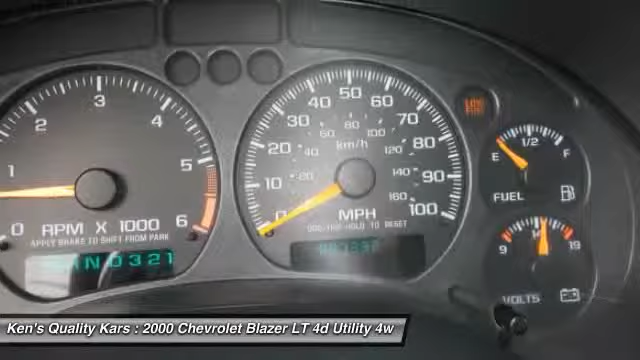 0 1 2 3 4 5 6
RPM X 1000
APPLY BRAKE TO SHIFT FROM PARK
0 10 20 30 40 50 60 70 80 90 100
20 40 60 80 100 120 140 160
km/h
MPH
ODO-TRIP HOLD TO RESET
LOW
FUEL
E 1/2 F
FUEL
9 19
VOLTS
Ken's Quality Kars : 2000 Chevrolet Blazer LT 4d Utility 4w